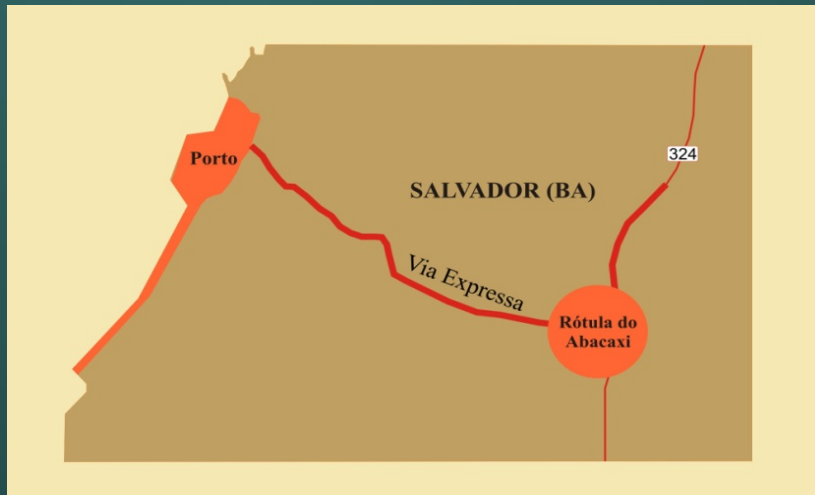 Porto
324
SALVADOR (BA)
Via Expressa
Rótula do
Abacaxi